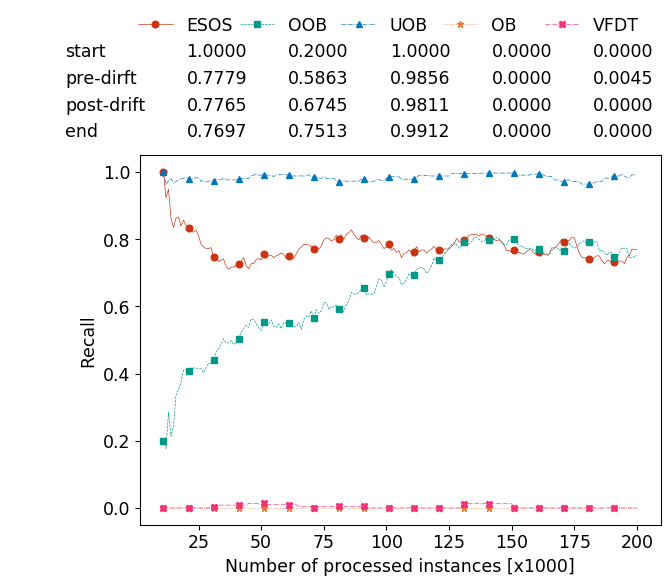 ESOS OOB UOB OB VFDT
start 1.0000 0.2000 1.0000 0.0000 0.0000
pre-dirft 0.7779 0.5863 0.9856 0.0000 0.0045
post-drift 0.7765 0.6745 0.9811 0.0000 0.0000
end 0.7697 0.7513 0.9912 0.0000 0.0000
1.0
0.8
0.6
0.4
0.2
0.0
Recall
25 50 75 100 125 150 175 200
Number of processed instances [x1000]